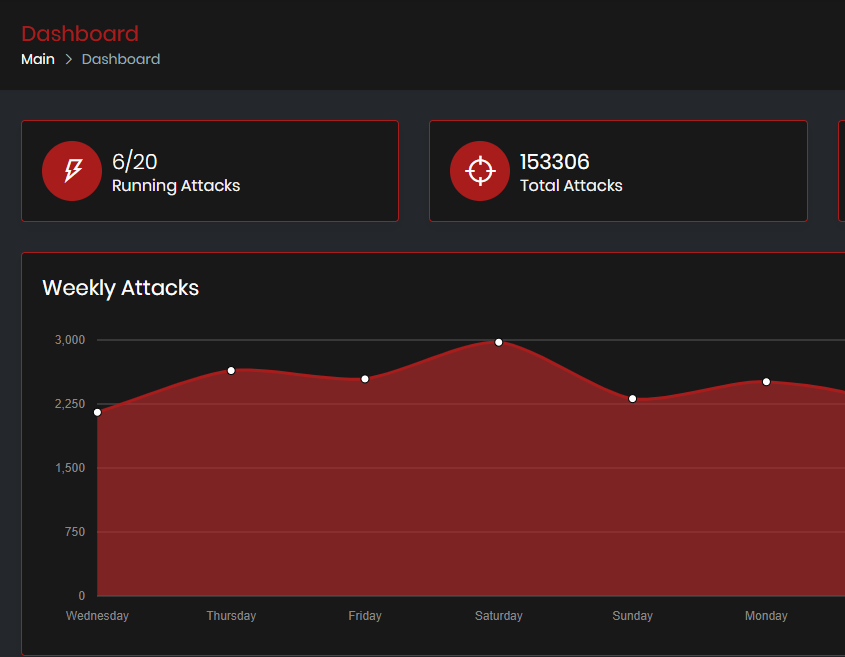 Dashboard
Main > Dashboard
6/20
Running Attacks
153306
Total Attacks
Weekly Attacks
3,000
2,250
1,500
750
0
Wednesday Thursday Friday Saturday Sunday Monday